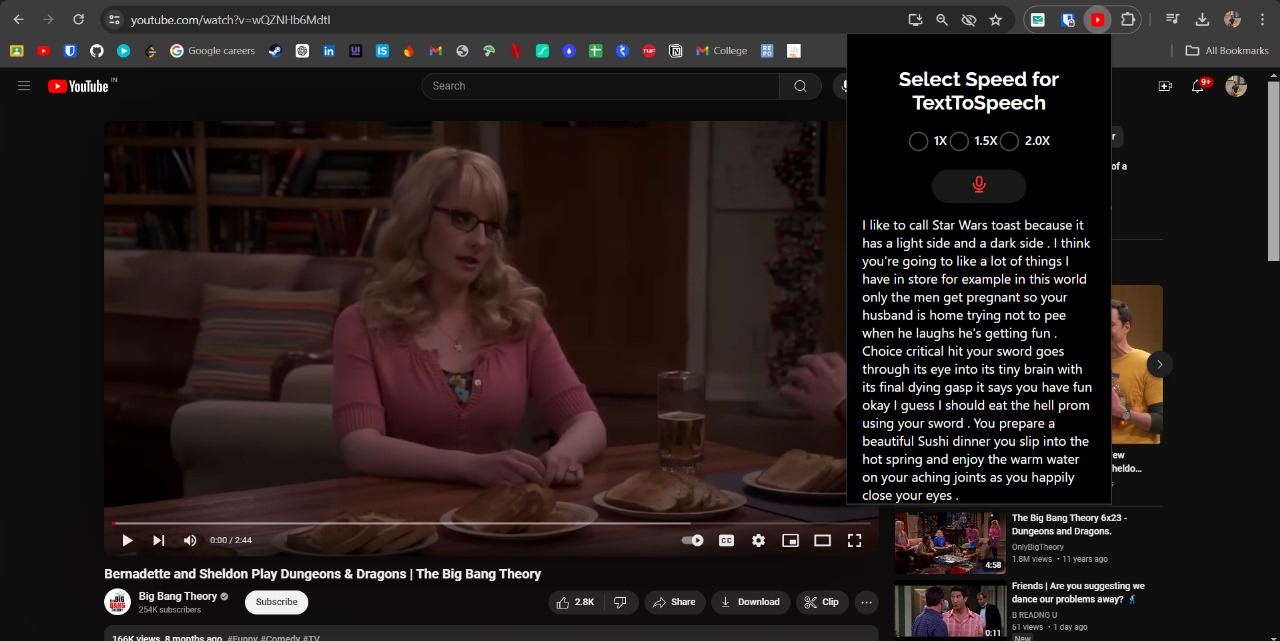 youtube.com/watch?v=wQZNHb6MdtI
Google careers
College
All Bookmarks
YouTube IN
Search
9+
Select Speed for
TextToSpeech
1X 1.5X 2.0X
I like to call Star Wars toast because it
has a light side and a dark side . I think
you're going to like a lot of things I
have in store for example in this world
only the men get pregnant so your
husband is home trying not to pee
when he laughs he's getting fun .
Choice critical hit your sword goes
through its eye into its tiny brain with
its final dying gasp it says you have fun
okay I guess I should eat the hell prom
using your sword . You prepare a
beautiful Sushi dinner you slip into the
hot spring and enjoy the warm water
on your aching joints as you happily
close your eyes .
r
of a
ew
heldo...
s
0:00 / 2:44
CC
Bernadette and Sheldon Play Dungeons & Dragons | The Big Bang Theory
Big Bang Theory
254K subscribers
Subscribe
2.8K
Share
Download
Clip
166K views 8 months ago #Funny #Comedy #TV
The Big Bang Theory 6x23 -
Dungeons and Dragons.
OnlyBigTheory
1.8M views • 11 years ago
4:58
Friends | Are you suggesting we
dance our problems away?
B READNG U
61 views • 1 day ago
New
0:11